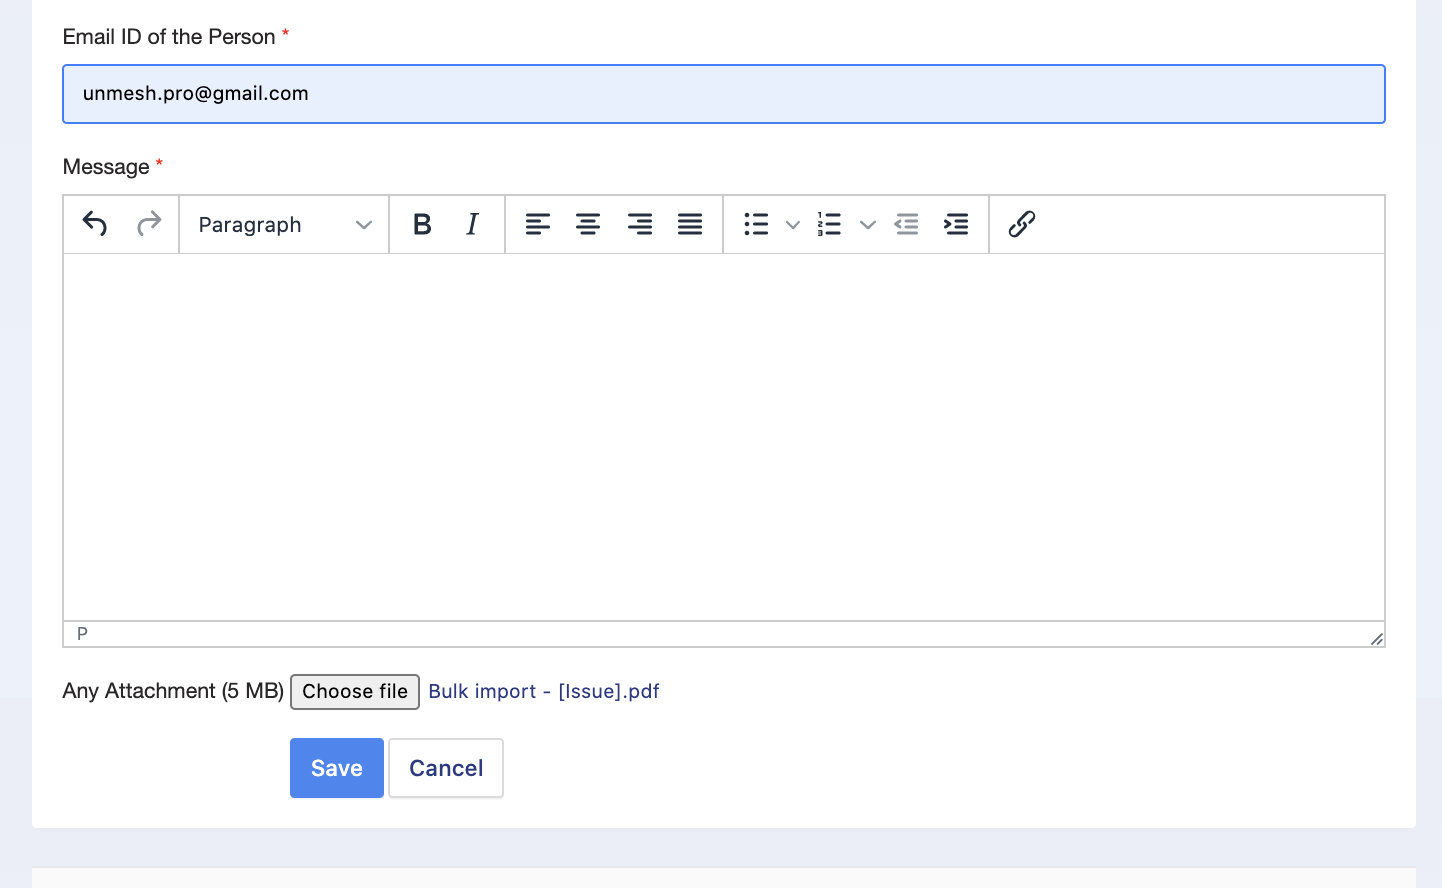 Email ID of the Person *
unmesh.pro@gmail.com
Message *
Paragraph B I
P
Any Attachment (5 MB) Choose file Bulk import - [Issue].pdf
Save Cancel